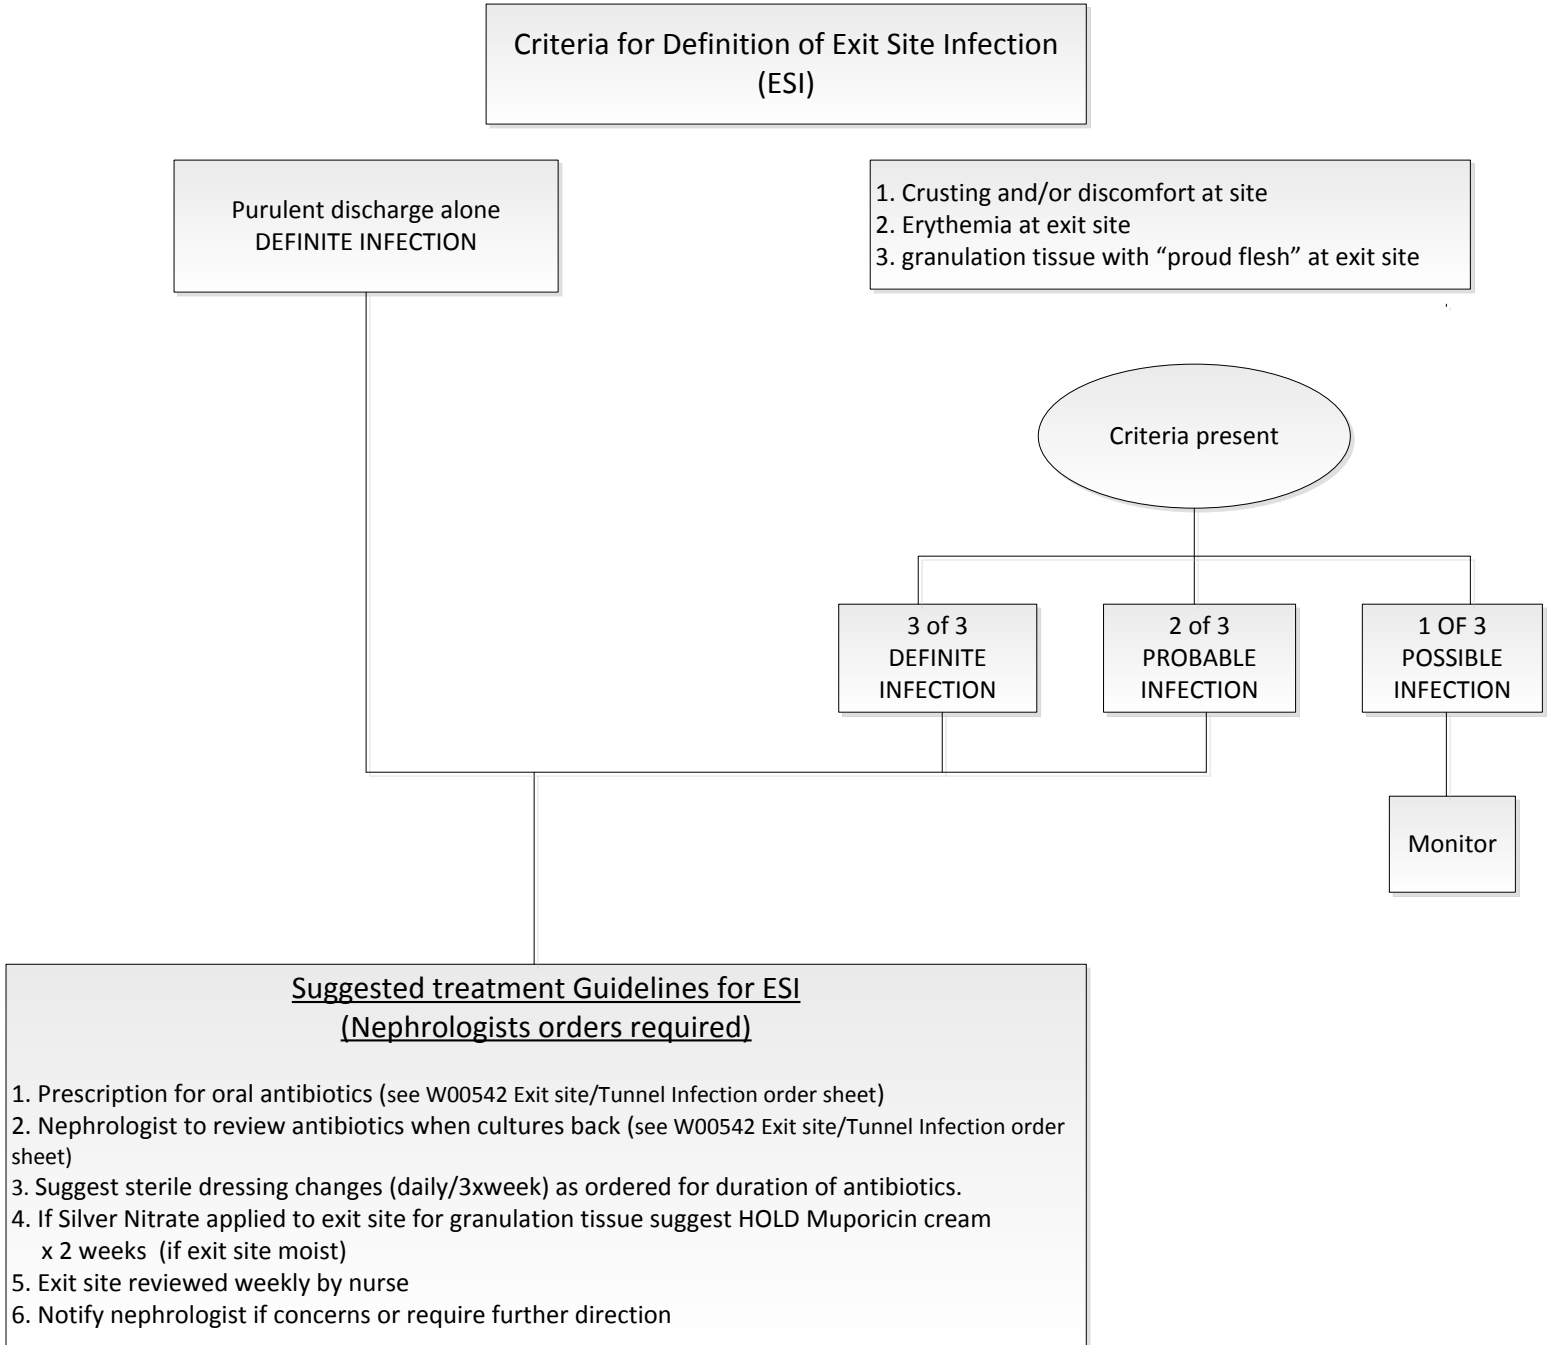 Criteria for Definition of Exit Site Infection
(ESI)
Purulent discharge alone
DEFINITE INFECTION
1. Crusting and/or discomfort at site
2. Erythemia at exit site
3. granulation tissue with “proud flesh” at exit site
Criteria present
3 of 3
DEFINITE
INFECTION
2 of 3
PROBABLE
INFECTION
1 OF 3
POSSIBLE
INFECTION
Monitor
Suggested treatment Guidelines for ESI
(Nephrologists orders required)
1. Prescription for oral antibiotics (see W00542 Exit site/Tunnel Infection order sheet)
2. Nephrologist to review antibiotics when cultures back (see W00542 Exit site/Tunnel Infection order
sheet)
3. Suggest sterile dressing changes (daily/3xweek) as ordered for duration of antibiotics.
4. If Silver Nitrate applied to exit site for granulation tissue suggest HOLD Muporicin cream
x 2 weeks  (if exit site moist)
5. Exit site reviewed weekly by nurse
6. Notify nephrologist if concerns or require further direction